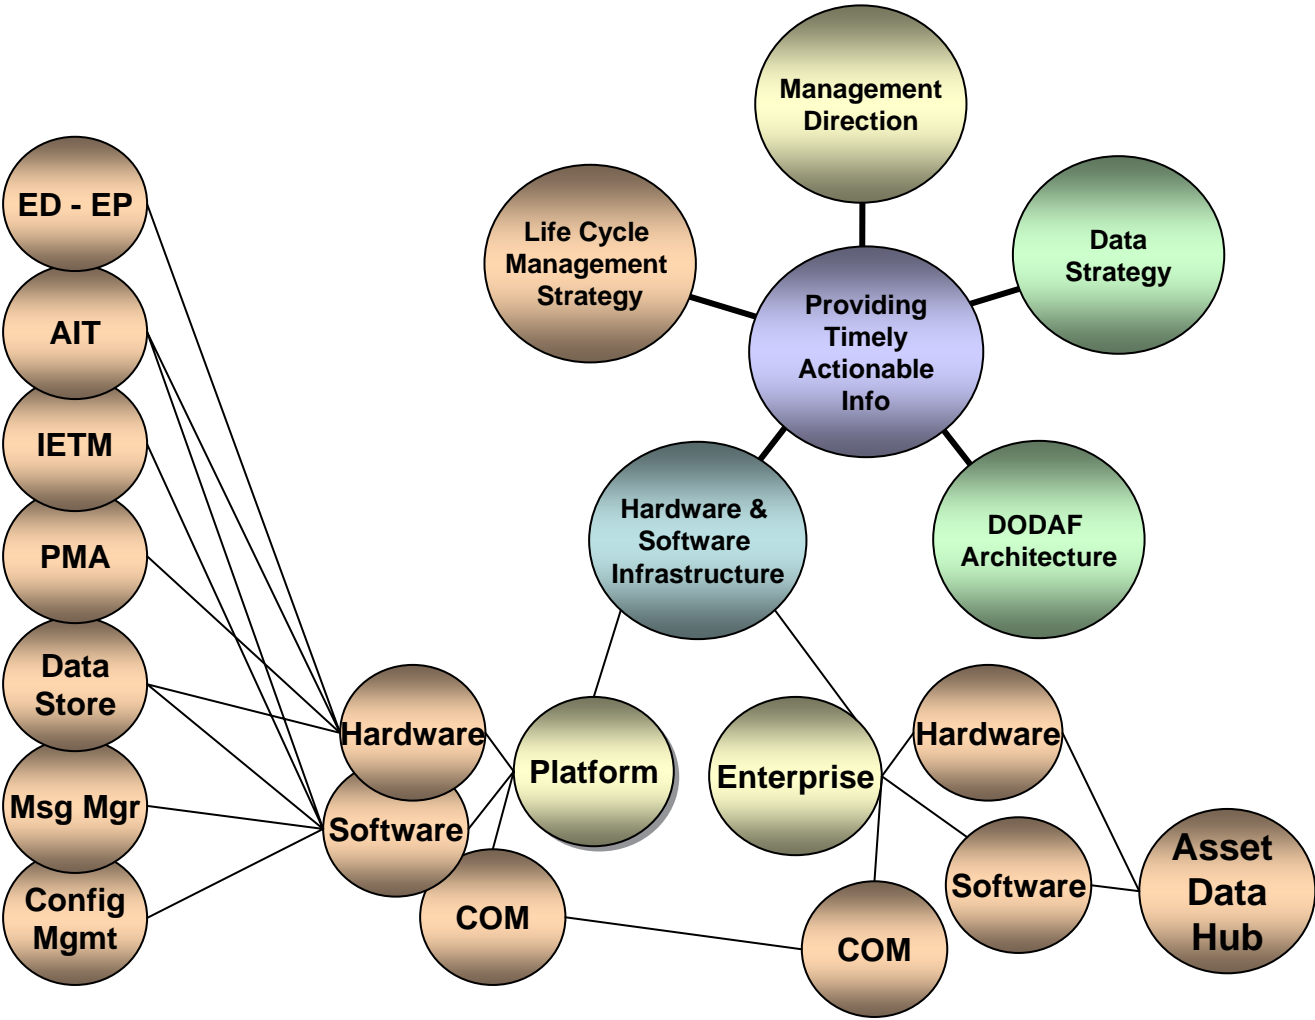 Management
Direction
Life Cycle
Management
Strategy
Data
Strategy
Providing
Timely
Actionable
Info
Hardware &
Software
Infrastructure
DODAF
Architecture
ED - EP
AIT
IETM
PMA
Data
Store
Msg Mgr
Config
Mgmt
Hardware
Software
COM
Platform
Enterprise
Hardware
Software
COM
Asset
Data
Hub